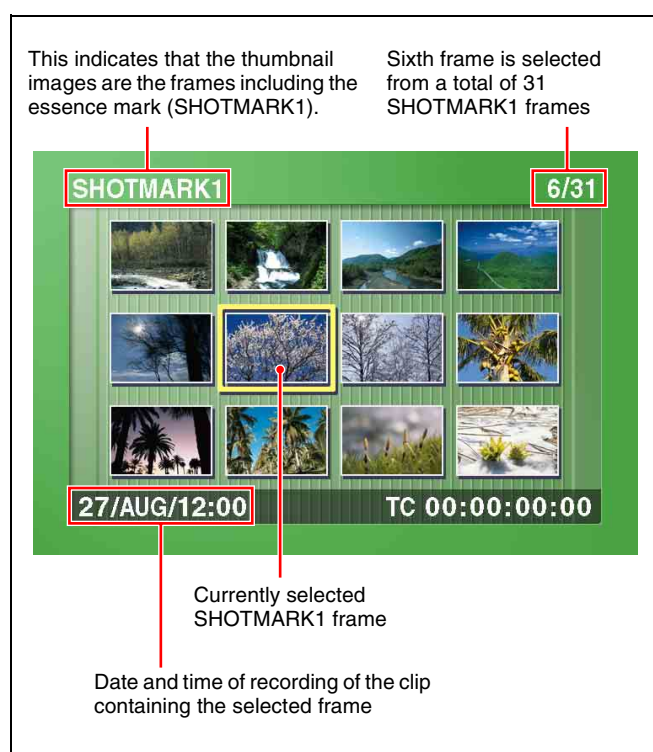 This indicates that the thumbnail
images are the frames including the
essence mark (SHOTMARK1).
Sixth frame is selected
from a total of 31
SHOTMARK1 frames
SHOTMARK1
6/31
27/AUG/12:00
TC 00:00:00:00
Currently selected
SHOTMARK1 frame
Date and time of recording of the clip
containing the selected frame